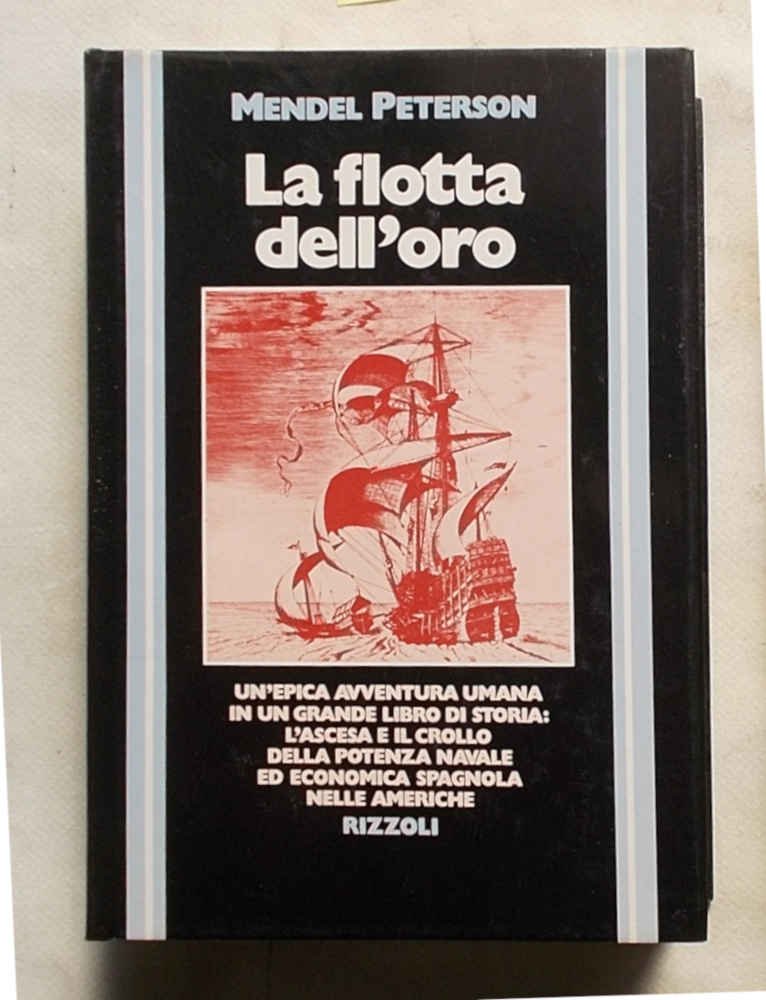 MENDEL PETERSON
La flotta
dell'oro
UN'EPICA AVVENTURA UMANA
IN UN GRANDE LIBRO DI STORIA:
L'ASCESA E IL CROLLO
DELLA POTENZA NAVALE
ED ECONOMICA SPAGNOLA
NELLE AMERICHE
RIZZOLI